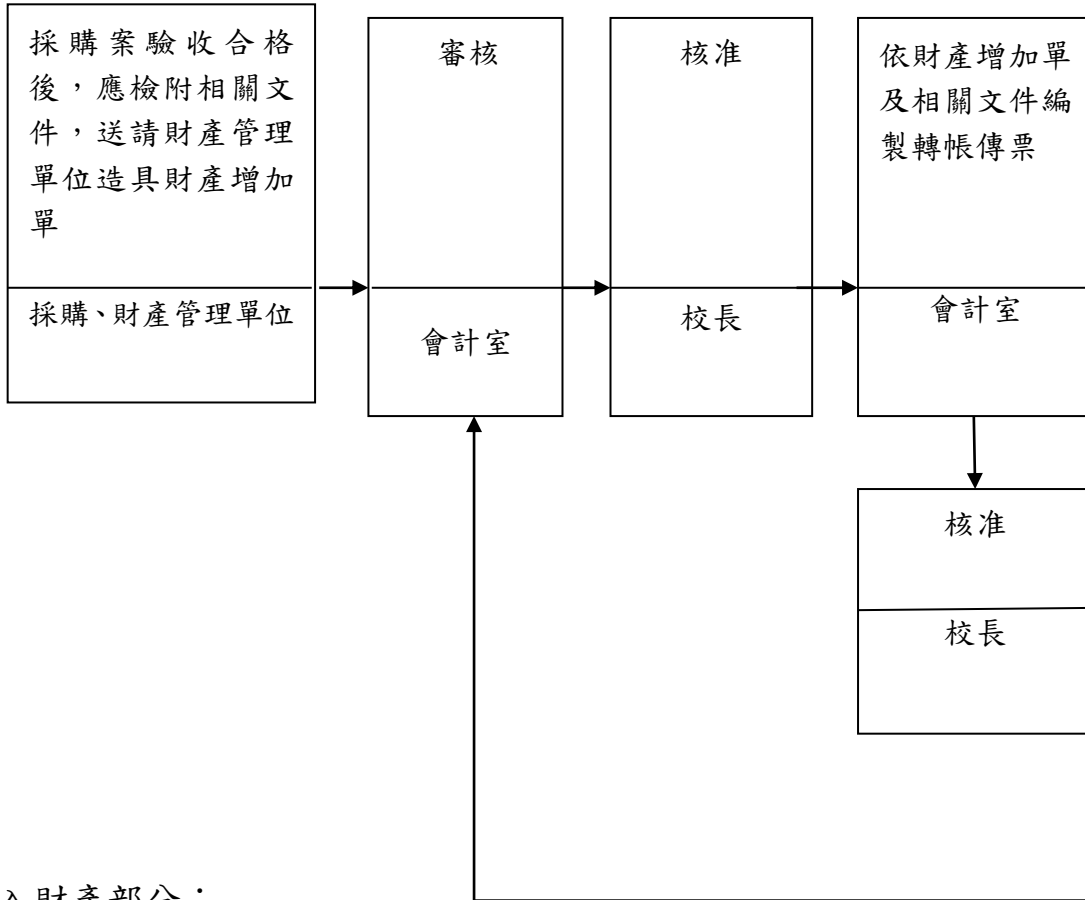 採購案驗收合格
後，應檢附相關文
件，送請財產管理
單位造具財產增加
單
採購、財產管理單位
審核
會計室
核准
校長
依財產增加單
及相關文件編
製轉帳傳票
會計室
核准
校長
財產部分：